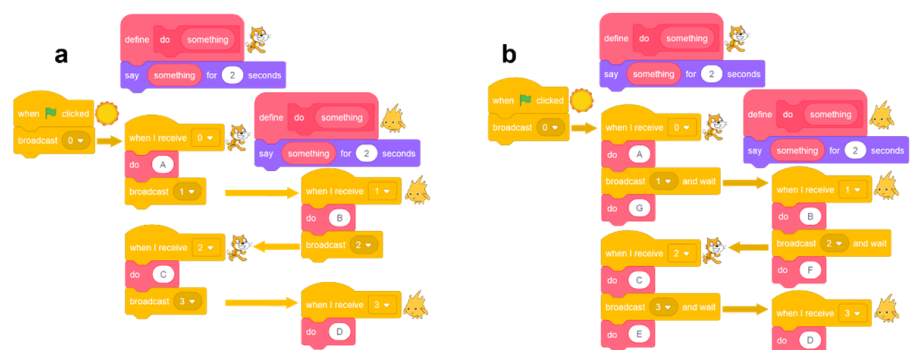 a
define do something
say something for 2 seconds
when clicked
broadcast 0
when I receive 0
do A
broadcast 1
define do something
say something for 2 seconds
when I receive 1
do B
broadcast 2
when I receive 2
do C
broadcast 3
when I receive 3
do D
b
define do something
say something for 2 seconds
when clicked
broadcast 0
when I receive 0
do A
broadcast 1 and wait
do G
define do something
say something for 2 seconds
when I receive 1
do B
broadcast 2 and wait
do F
when I receive 2
do C
broadcast 3 and wait
do E
when I receive 3
do D